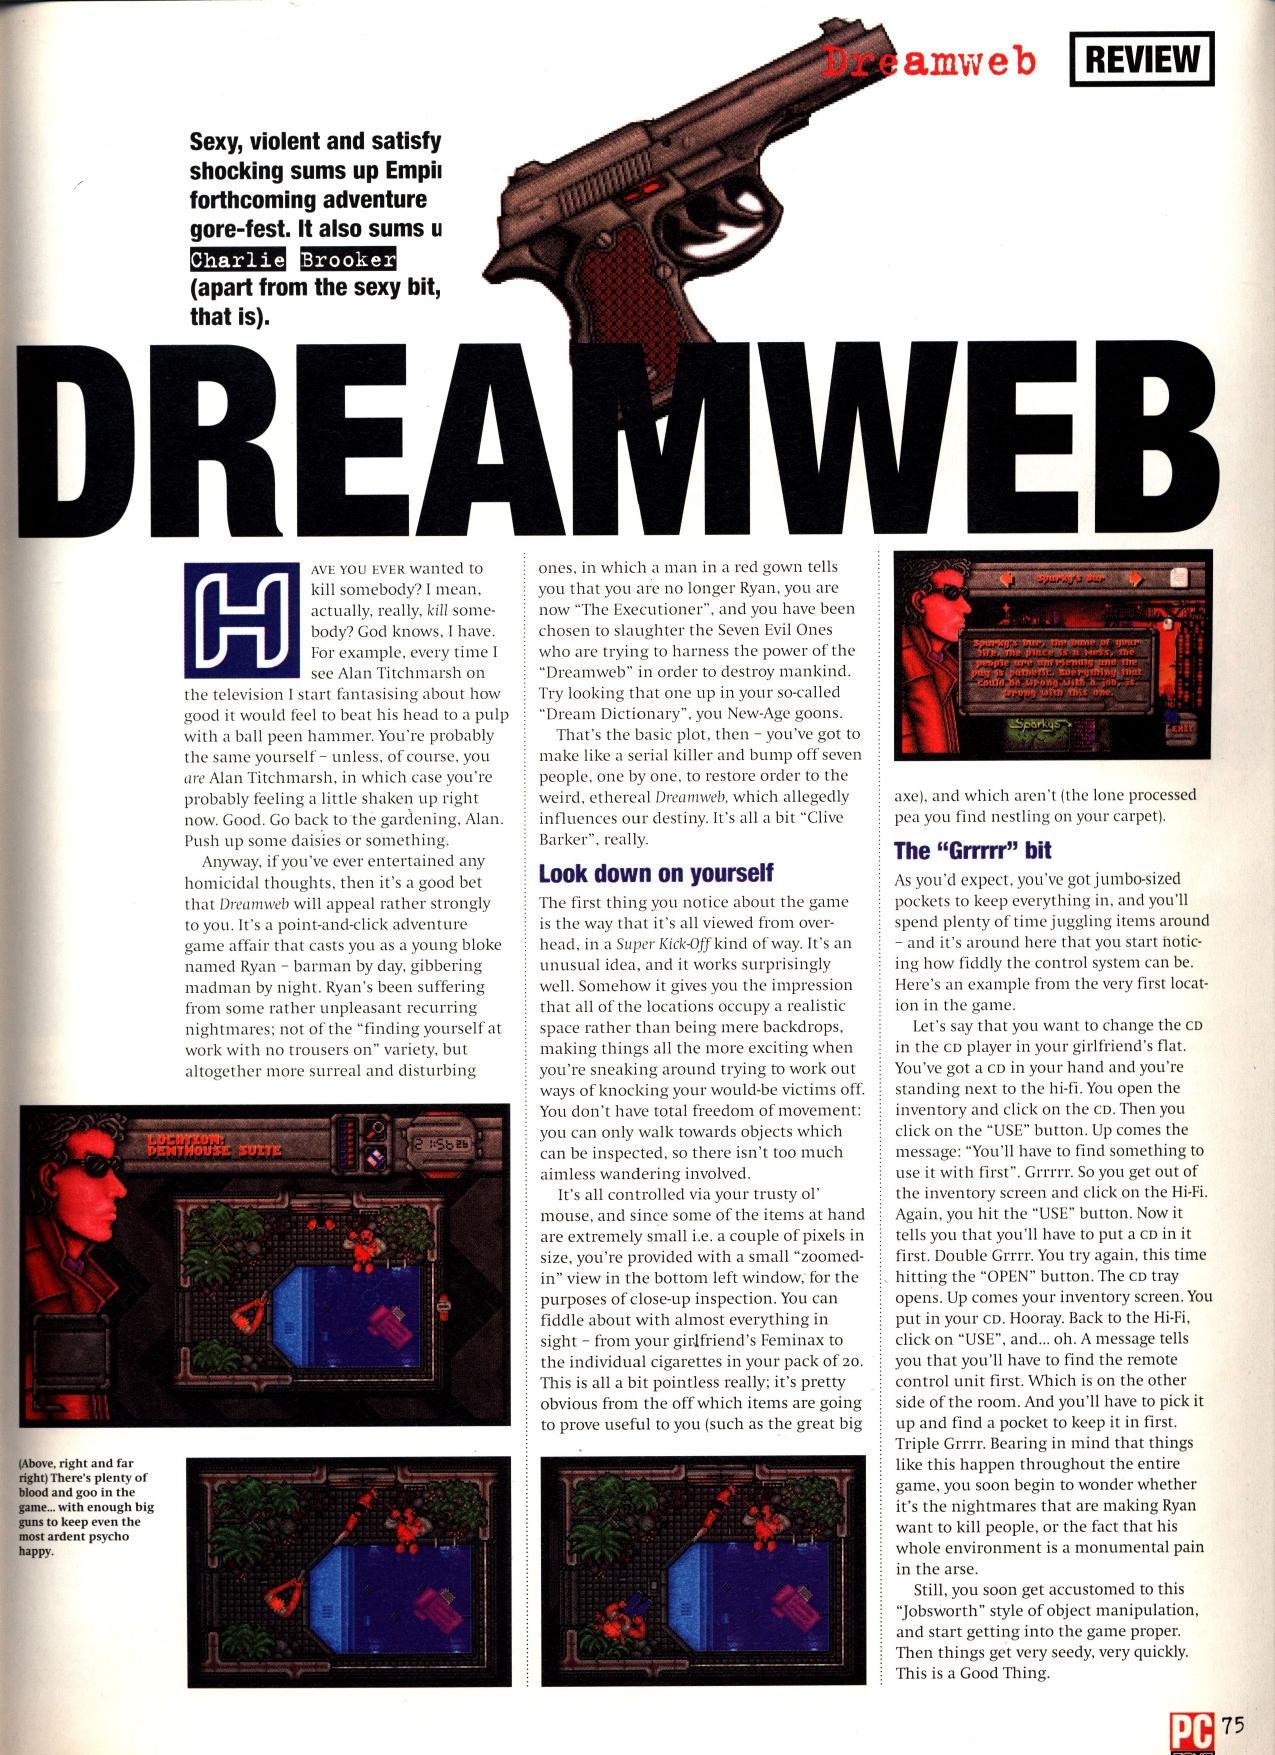 Dreamweb
REVIEW
Sexy, violent and satisfy
shocking sums up Empi
forthcoming adventure
gore-fest. It also sums u
Charlie Brooker
(apart from the sexy bit,
that is).
DREAMWEB
HAVE YOU EVER wanted to
kill somebody? I mean,
actually, really, kill some-
body? God knows, I have.
For example, every time I
see Alan Titchmarsh on
the television I start fantasising about how
good it would feel to beat his head to a pulp
with a ball peen hammer. You're probably
the same yourself – unless, of course, you
are Alan Titchmarsh, in which case you're
probably feeling a little shaken up right
now. Good. Go back to the gardening, Alan.
Push up some daisies or something.
Anyway, if you've ever entertained any
homicidal thoughts, then it's a good bet
that Dreamweb will appeal rather strongly
to you. It's a point-and-click adventure
game affair that casts you as a young bloke
named Ryan – barman by day, gibbering
madman by night. Ryan's been suffering
from some rather unpleasant recurring
nightmares; not of the “finding yourself at
work with no trousers on” variety, but
altogether more surreal and disturbing
LOCATION:
PENTHOUSE SUITE
(Above, right and far
right) There's plenty of
blood and goo in the
game... with enough big
guns to keep even the
most ardent psycho
happy.
ones, in which a man in a red gown tells
you that you are no longer Ryan, you are
now “The Executioner”, and you have been
chosen to slaughter the Seven Evil Ones
who are trying to harness the power of the
“Dreamweb” in order to destroy mankind.
Try looking that one up in your so-called
“Dream Dictionary”, you New-Age goons.
That's the basic plot, then – you've got to
make like a serial killer and bump off seven
people, one by one, to restore order to the
weird, ethereal Dreamweb, which allegedly
influences our destiny. It's all a bit “Clive
Barker”, really.
Look down on yourself
The first thing you notice about the game
is the way that it's all viewed from over-
head, in a Super Kick-Off kind of way. It's an
unusual idea, and it works surprisingly
well. Somehow it gives you the impression
that all of the locations occupy a realistic
space rather than being mere backdrops,
making things all the more exciting when
you're sneaking around trying to work out
ways of knocking your would-be victims off.
You don't have total freedom of movement:
you can only walk towards objects which
can be inspected, so there isn't too much
aimless wandering involved.
It's all controlled via your trusty ol'
mouse, and since some of the items at hand
are extremely small i.e. a couple of pixels in
size, you're provided with a small “zoomed-
in” view in the bottom left window, for the
purposes of close-up inspection. You can
fiddle about with almost everything in
sight – from your girlfriend's Feminax to
the individual cigarettes in your pack of 20.
This is all a bit pointless really; it's pretty
obvious from the off which items are going
to prove useful to you (such as the great big
Sparky's Bar
Sparky's bar, the bane of your
life. The place is a mess, the
people are unfriendly and the
pay is pathetic. Everything that
could be wrong with a job, is
wrong with this one.
Sparkys
EXIT
axe), and which aren't (the lone processed
pea you find nestling on your carpet).
The “Grrrrr” bit
As you'd expect, you've got jumbo-sized
pockets to keep everything in, and you'll
spend plenty of time juggling items around
– and it's around here that you start notic-
ing how fiddly the control system can be.
Here's an example from the very first locat-
ion in the game.
Let's say that you want to change the CD
in the CD player in your girlfriend's flat.
You've got a CD in your hand and you're
standing next to the hi-fi. You open the
inventory and click on the CD. Then you
click on the “USE” button. Up comes the
message: “You'll have to find something to
use it with first”. Grrrrr. So you get out of
the inventory screen and click on the Hi-Fi.
Again, you hit the “USE” button. Now it
tells you that you'll have to put a CD in it
first. Double Grrrr. You try again, this time
hitting the “OPEN” button. The CD tray
opens. Up comes your inventory screen. You
put in your CD. Hooray. Back to the Hi-Fi,
click on “USE”, and... oh. A message tells
you that you'll have to find the remote
control unit first. Which is on the other
side of the room. And you'll have to pick it
up and find a pocket to keep it in first.
Triple Grrrr. Bearing in mind that things
like this happen throughout the entire
game, you soon begin to wonder whether
it's the nightmares that are making Ryan
want to kill people, or the fact that his
whole environment is a monumental pain
in the arse.
Still, you soon get accustomed to this
“Jobsworth” style of object manipulation,
and start getting into the game proper.
Then things get very seedy, very quickly.
This is a Good Thing.
PC
75